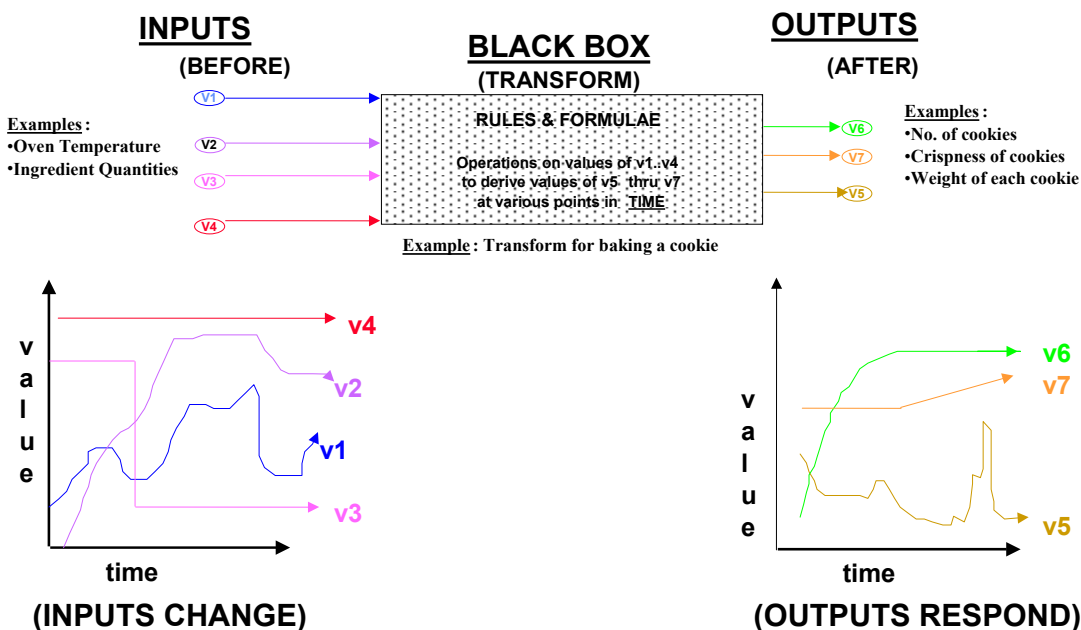 INPUTS
(BEFORE)
BLACK BOX
(TRANSFORM)
OUTPUTS
(AFTER)
V1
V2
V3
V4
Examples :
•Oven Temperature
•Ingredient Quantities
RULES & FORMULAE
Operations on values of v1..v4
to derive values of v5 thru v7
at various points in TIME
Example : Transform for baking a cookie
V6
V7
V5
Examples :
•No. of cookies
•Crispness of cookies
•Weight of each cookie
value
v4
v2
v1
v3
time
(INPUTS CHANGE)
value
v6
v7
v5
time
(OUTPUTS RESPOND)